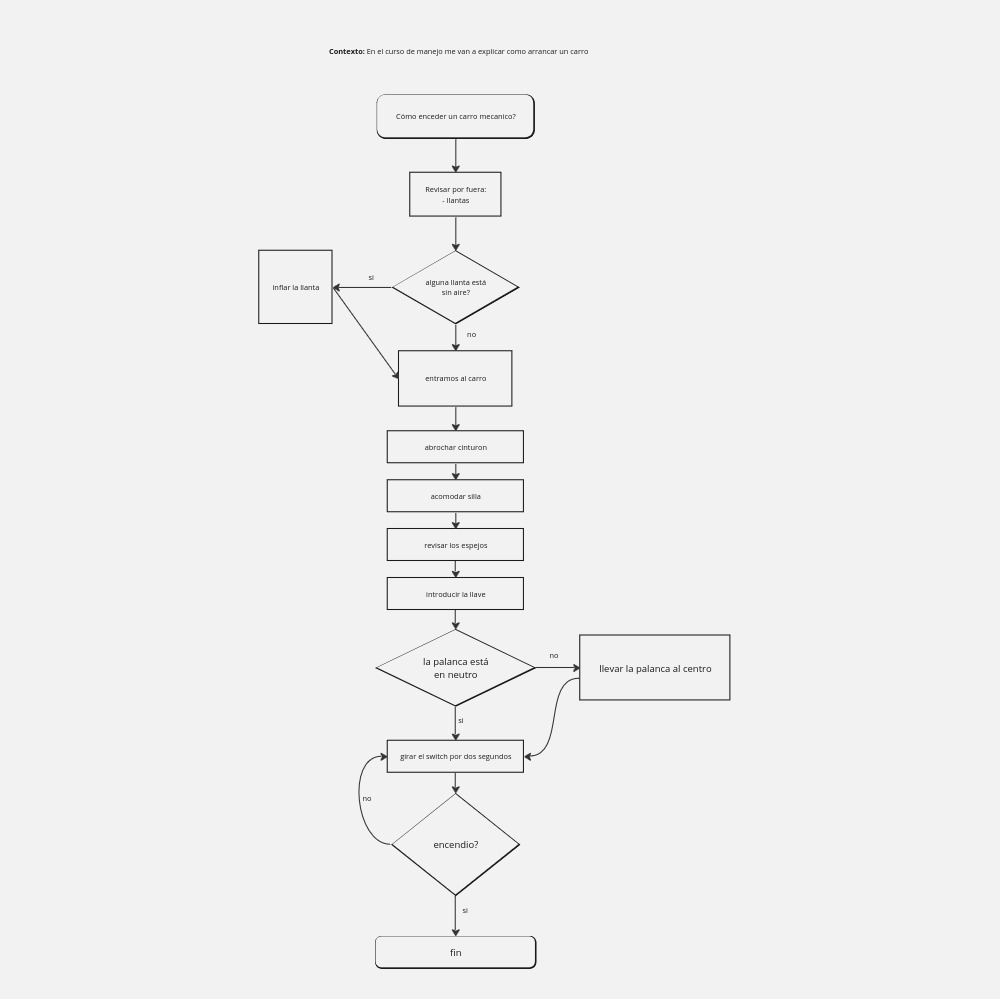 Contexto: En el curso de manejo me van a explicar como arrancar un carro
Cómo enceder un carro mecanico?
Revisar por fuera:
- llantas
alguna llanta está
sin aire?
si
inflar la llanta
no
entramos al carro
abrochar cinturon
acomodar silla
revisar los espejos
introducir la llave
la palanca está
en neutro
no
llevar la palanca al centro
si
girar el switch por dos segundos
no
encendio?
si
fin